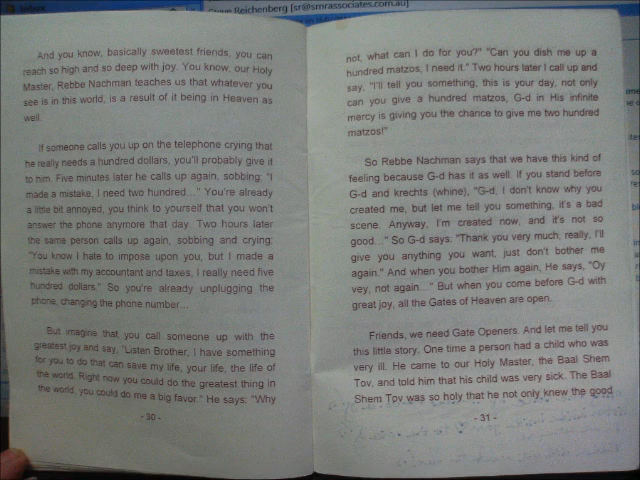 Reichenberg [sr@smrassociates.com.au]
And you know, basically sweetest friends, you can
reach so high and so deep with joy. You know, our Holy
Master, Rebbe Nachman teaches us that whatever you
see is in this world, is a result of it being in Heaven as
well.
If someone calls you up on the telephone crying that
he really needs a hundred dollars, you'll probably give it
to him. Five minutes later he calls up again, sobbing: "I
made a mistake, I need two hundred..." You're already
a little bit annoyed, you think to yourself that you won't
answer the phone anymore that day. Two hours later
the same person calls up again, sobbing and crying:
"You know I hate to impose upon you, but I made a
mistake with my accountant and taxes, I really need five
hundred dollars." So you're already unplugging the
phone, changing the phone number...
But imagine that you call someone up with the
greatest joy and say, "Listen Brother, I have something
for you to do that can save my life, your life, the life of
the world. Right now you could do the greatest thing in
the world, you could do me a big favor." He says: "Why
- 30 -
not, what can I do for you?" "Can you dish me up a
hundred matzos, I need it." Two hours later I call up and
say, "I'll tell you something, this is your day, not only
can you give a hundred matzos, G-d in His infinite
mercy is giving you the chance to give me two hundred
matzos!"
So Rebbe Nachman says that we have this kind of
feeling because G-d has it as well. If you stand before
G-d and krechts (whine), "G-d, I don't know why you
created me, but let me tell you something, it's a bad
scene. Anyway, I'm created now, and it's not so
good..." So G-d says: "Thank you very much, really, I'll
give you anything you want, just don't bother me
again." And when you bother Him again, He says, "Oy
vey, not again..." But when you come before G-d with
great joy, all the Gates of Heaven are open.
Friends, we need Gate Openers. And let me tell you
this little story. One time a person had a child who was
very ill. He came to our Holy Master, the Baal Shem
Tov, and told him that his child was very sick. The Baal
Shem Tov was so holy that he not only knew the good
- 31 -